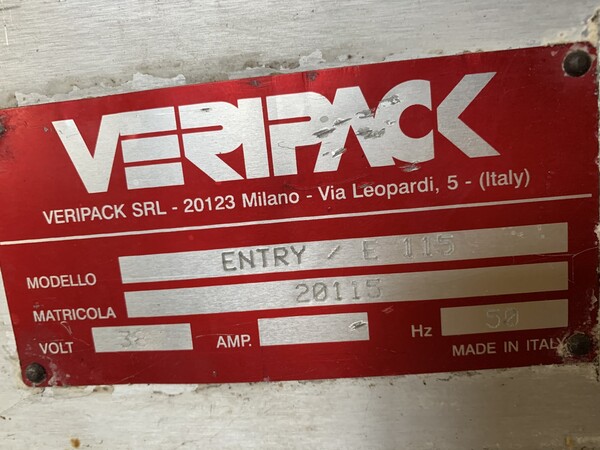 VERIPACK
VERIPACK SRL - 20123 Milano - Via Leopardi, 5 - (Italy)
MODELLO ENTRY / E 115
MATRICOLA 20115
VOLT AMP. Hz 50
MADE IN ITALY